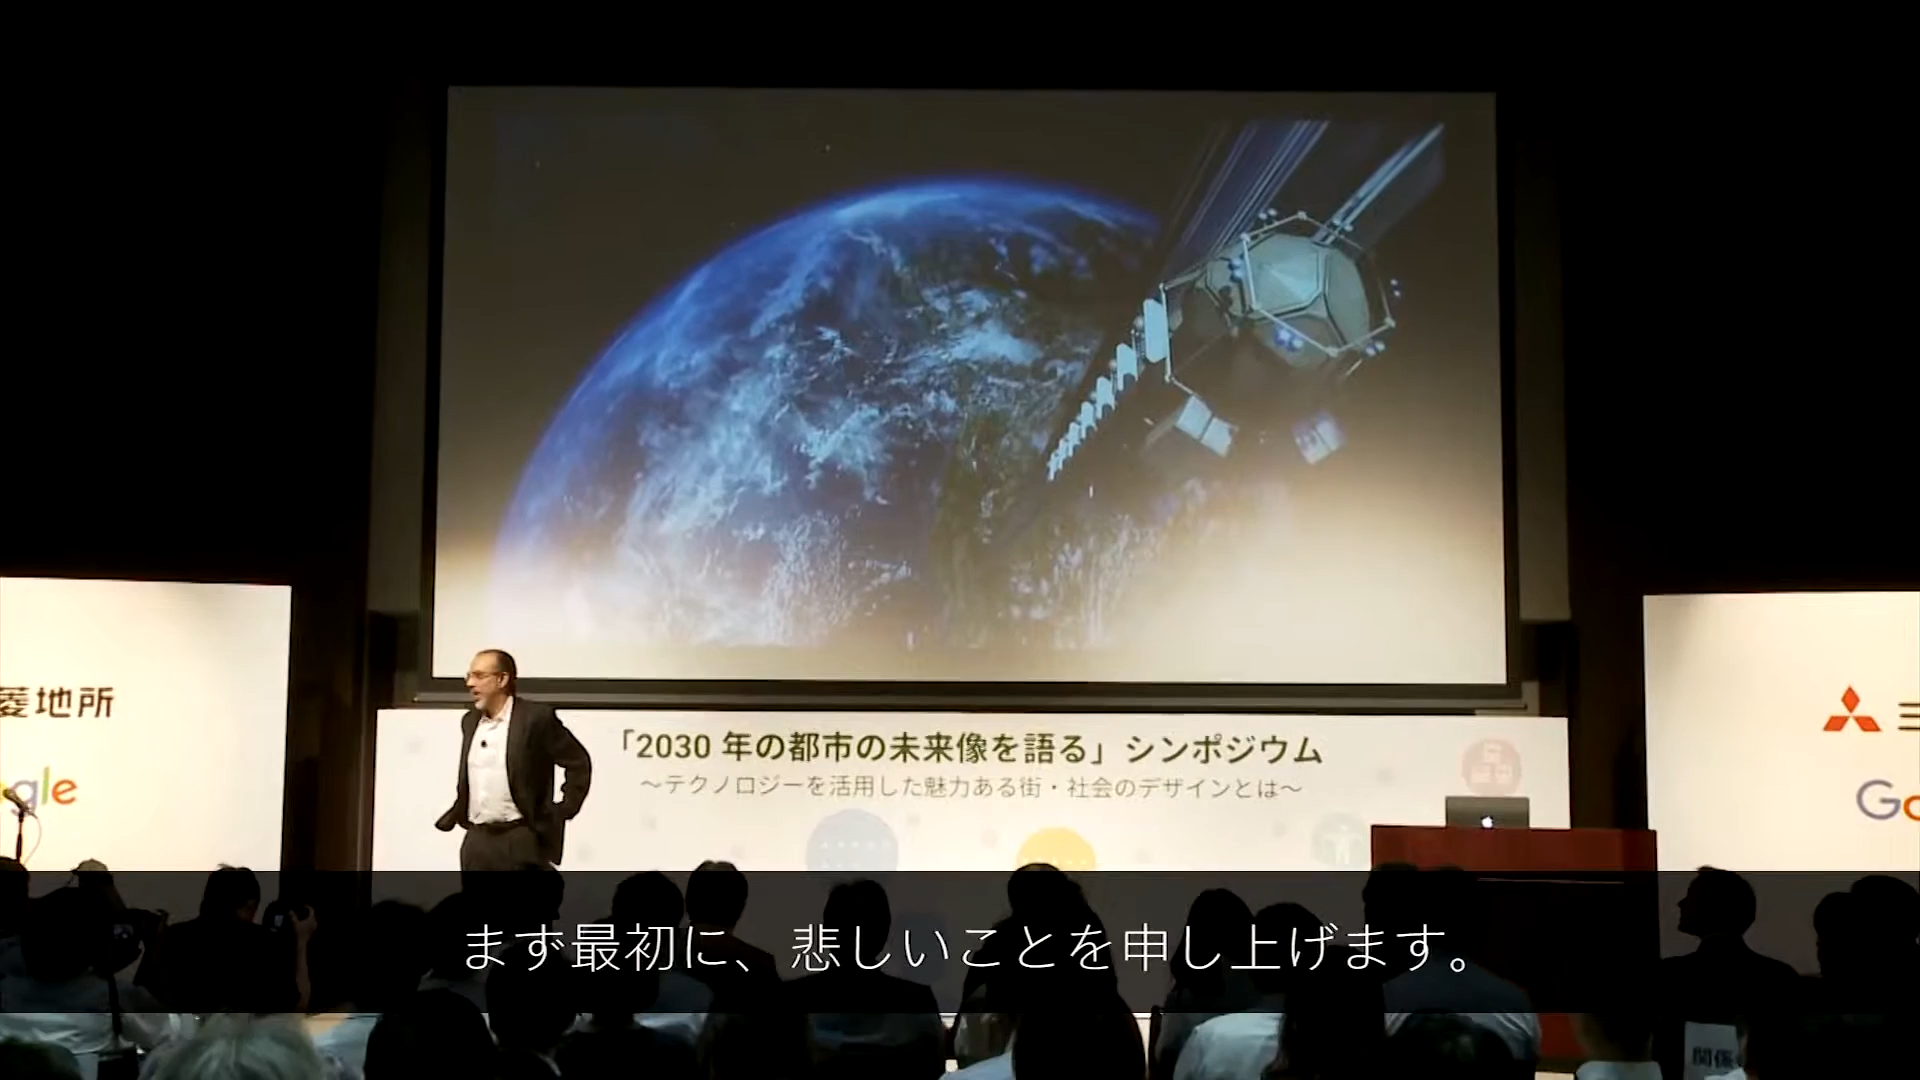 菱地所
gle
「2030 年の都市の未来像を語る」シンポジウム
〜テクノロジーを活用した魅力ある街・社会のデザインとは〜
三
Go
まず最初に、悲しいことを申し上げます。
関係